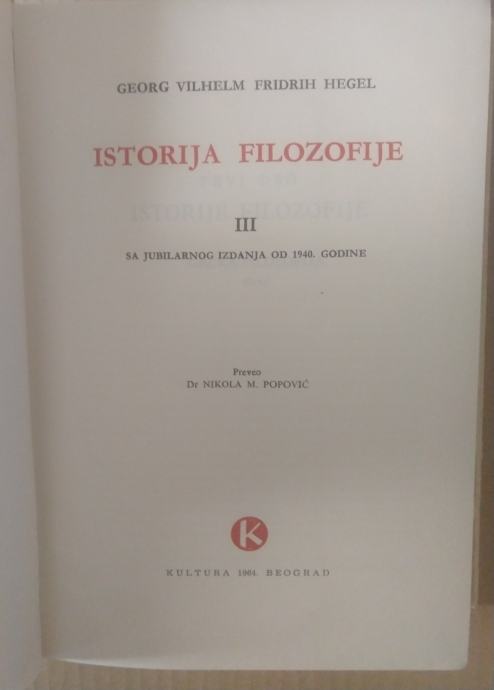 GEORG VILHELM FRIDRIH HEGEL
ISTORIJA FILOZOFIJE
III
SA JUBILARNOG IZDANJA OD 1940. GODINE
Preveo
Dr NIKOLA M. POPOVIĆ
K
KULTURA 1964. BEOGRAD